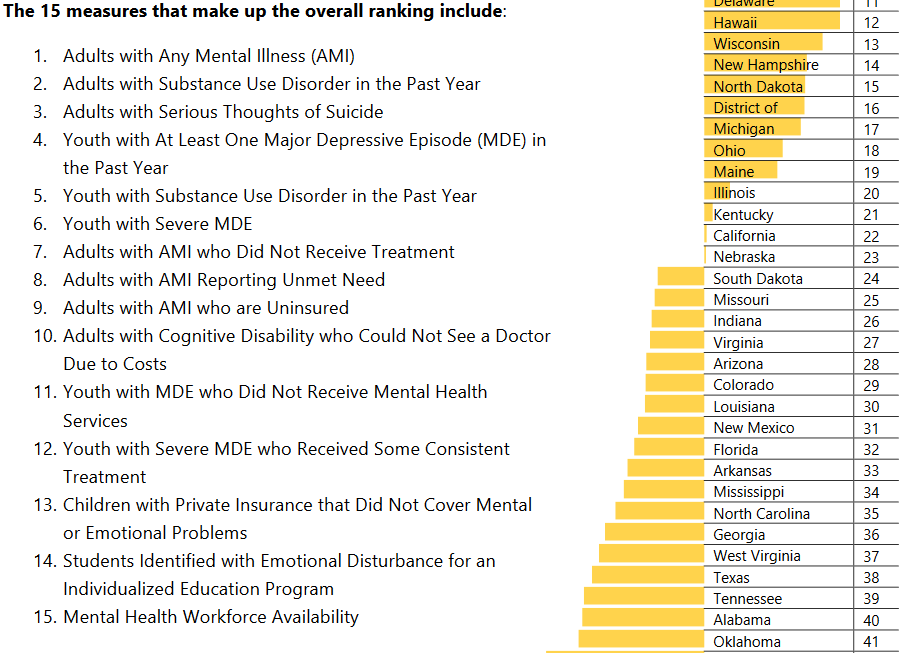 The 15 measures that make up the overall ranking include:
1. Adults with Any Mental Illness (AMI)
2. Adults with Substance Use Disorder in the Past Year
3. Adults with Serious Thoughts of Suicide
4. Youth with At Least One Major Depressive Episode (MDE) in
the Past Year
5. Youth with Substance Use Disorder in the Past Year
6. Youth with Severe MDE
7. Adults with AMI who Did Not Receive Treatment
8. Adults with AMI Reporting Unmet Need
9. Adults with AMI who are Uninsured
10. Adults with Cognitive Disability who Could Not See a Doctor
Due to Costs
11. Youth with MDE who Did Not Receive Mental Health
Services
12. Youth with Severe MDE who Received Some Consistent
Treatment
13. Children with Private Insurance that Did Not Cover Mental
or Emotional Problems
14. Students Identified with Emotional Disturbance for an
Individualized Education Program
15. Mental Health Workforce Availability
Delaware 11
Hawaii 12
Wisconsin 13
New Hampshire 14
North Dakota 15
District of 16
Michigan 17
Ohio 18
Maine 19
Illinois 20
Kentucky 21
California 22
Nebraska 23
South Dakota 24
Missouri 25
Indiana 26
Virginia 27
Arizona 28
Colorado 29
Louisiana 30
New Mexico 31
Florida 32
Arkansas 33
Mississippi 34
North Carolina 35
Georgia 36
West Virginia 37
Texas 38
Tennessee 39
Alabama 40
Oklahoma 41